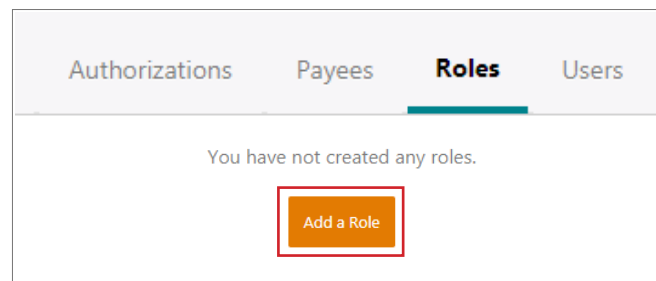 Authorizations Payees Roles Users
You have not created any roles.
Add a Role